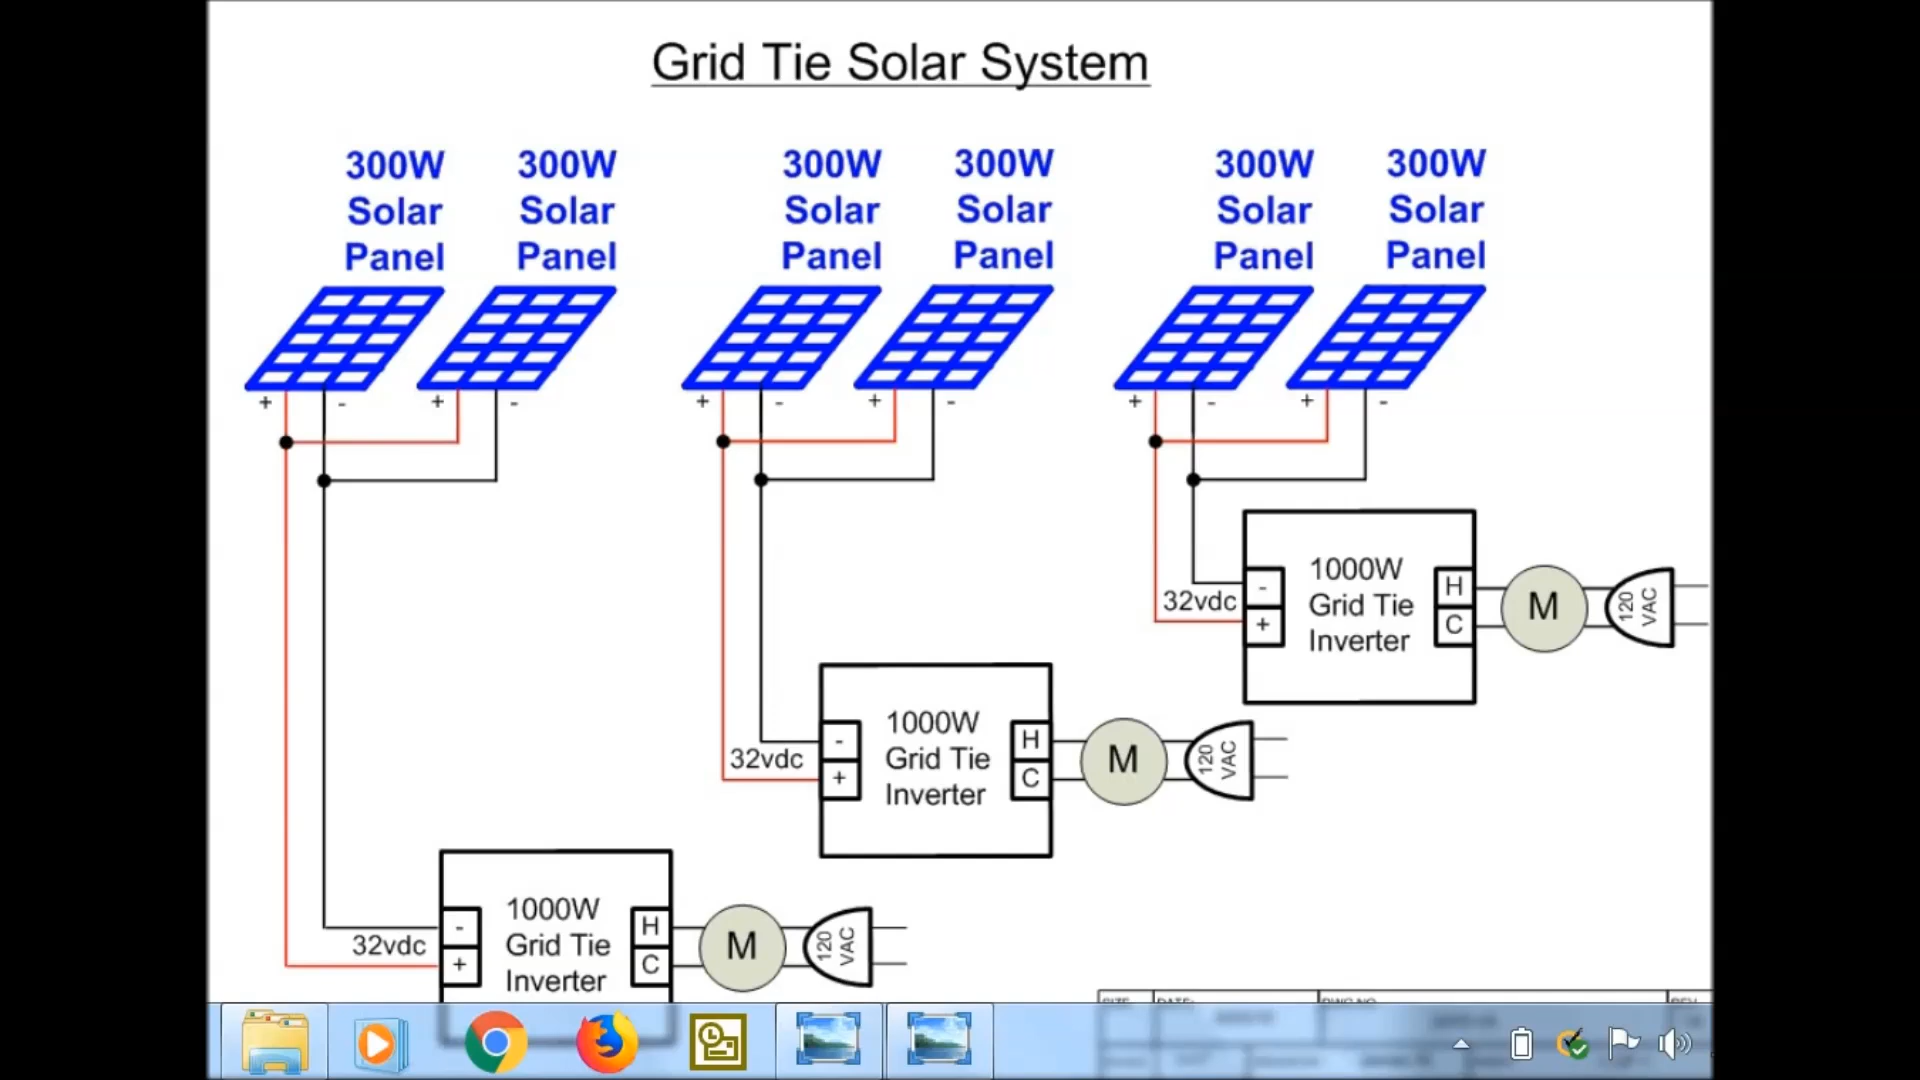 Grid Tie Solar System
300W
Solar
Panel
300W
Solar
Panel
300W
Solar
Panel
300W
Solar
Panel
300W
Solar
Panel
300W
Solar
Panel
+ -
+ -
+ -
+ -
+ -
+ -
32vdc
-
+
1000W
Grid Tie
Inverter
H
C
M
120
VAC
32vdc
-
+
1000W
Grid Tie
Inverter
H
C
M
120
VAC
32vdc
-
+
1000W
Grid Tie
Inverter
H
C
M
120
VAC